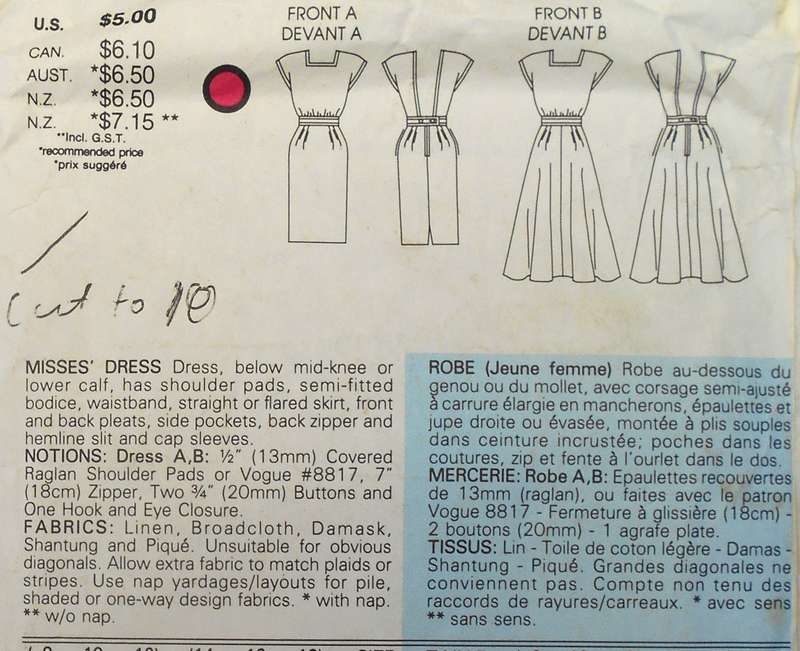 U.S. $5.00
CAN. $6.10
AUST. *$6.50
N.Z. *$6.50
N.Z. *$7.15 **
**Incl. G.S.T.
*recommended price
*prix suggéré
FRONT A
DEVANT A
FRONT B
DEVANT B
Cut to 10
MISSES' DRESS Dress, below mid-knee or
lower calf, has shoulder pads, semi-fitted
bodice, waistband, straight or flared skirt, front
and back pleats, side pockets, back zipper and
hemline slit and cap sleeves.
NOTIONS: Dress A,B: ½" (13mm) Covered
Raglan Shoulder Pads or Vogue #8817, 7"
(18cm) Zipper, Two ¾" (20mm) Buttons and
One Hook and Eye Closure.
FABRICS: Linen, Broadcloth, Damask,
Shantung and Piqué. Unsuitable for obvious
diagonals. Allow extra fabric to match plaids or
stripes. Use nap yardages/layouts for pile,
shaded or one-way design fabrics. * with nap.
** w/o nap.
ROBE (Jeune femme) Robe au-dessous du
genou ou du mollet, avec corsage semi-ajusté
à carrure élargie en mancherons, épaulettes et
jupe droite ou évasée, montée à plis souples
dans ceinture incrustée; poches dans les
coutures, zip et fente à l'ourlet dans le dos.
MERCERIE: Robe A,B: Epaulettes recouvertes
de 13mm (raglan), ou faites avec le patron
Vogue 8817 - Fermeture à glissière (18cm) -
2 boutons (20mm) - 1 agrafe plate.
TISSUS: Lin - Toile de coton légère - Damas -
Shantung - Piqué. Grandes diagonales ne
conviennent pas. Compte non tenu des
raccords de rayures/carreaux. * avec sens
** sans sens.